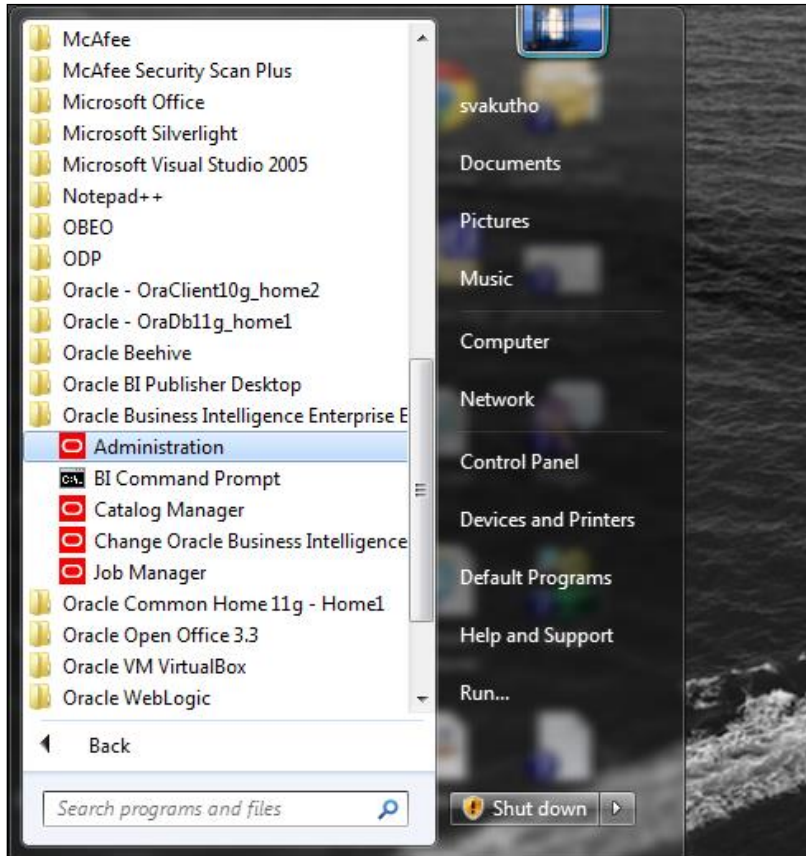 McAfee
McAfee Security Scan Plus
Microsoft Office
Microsoft Silverlight
Microsoft Visual Studio 2005
Notepad++
OBEO
ODP
Oracle - OraClient10g_home2
Oracle - OraDb11g_home1
Oracle Beehive
Oracle BI Publisher Desktop
Oracle Business Intelligence Enterprise E
Administration
BI Command Prompt
Catalog Manager
Change Oracle Business Intelligence
Job Manager
Oracle Common Home 11g - Home1
Oracle Open Office 3.3
Oracle VM VirtualBox
Oracle WebLogic
Back
Search programs and files
svakutho
Documents
Pictures
Music
Computer
Network
Control Panel
Devices and Printers
Default Programs
Help and Support
Run...
Shut down